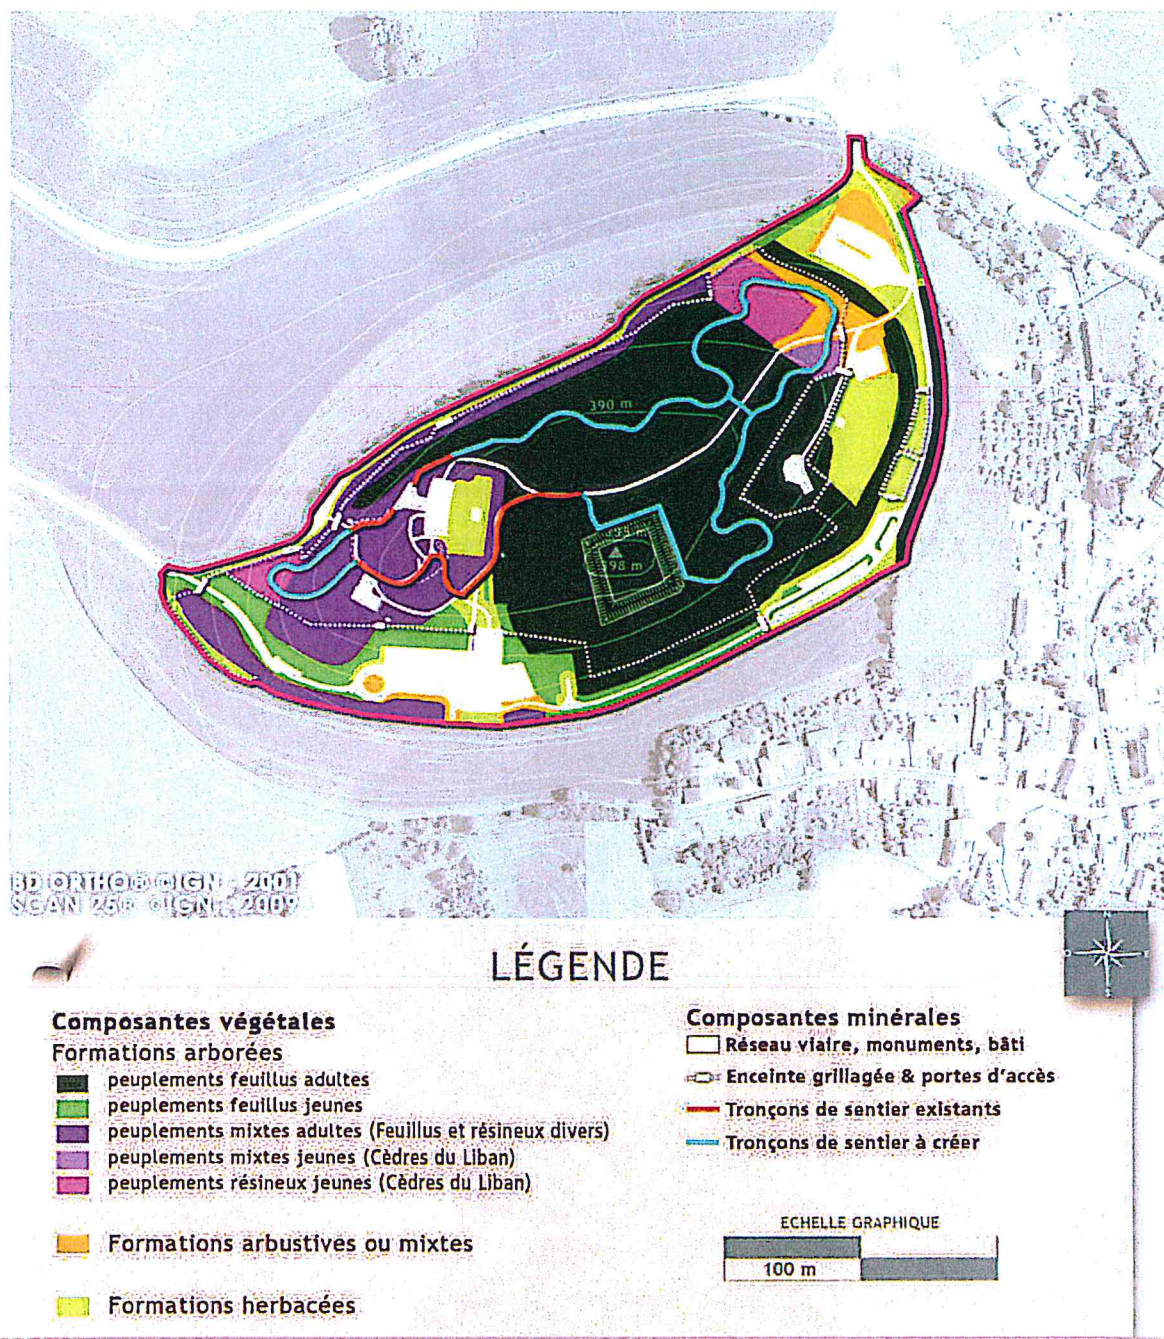 390 m
398 m
BD ORTHO® ©IGN - 2001
SCAN 25® ©IGN - 2009
LÉGENDE
Composantes végétales
Formations arborées
peuplements feuillus adultes
peuplements feuillus jeunes
peuplements mixtes adultes (Feuillus et résineux divers)
peuplements mixtes jeunes (Cèdres du Liban)
peuplements résineux jeunes (Cèdres du Liban)
Formations arbustives ou mixtes
Formations herbacées
Composantes minérales
Réseau viaire, monuments, bâti
Enceinte grillagée & portes d'accès
Tronçons de sentier existants
Tronçons de sentier à créer
ECHELLE GRAPHIQUE
100 m